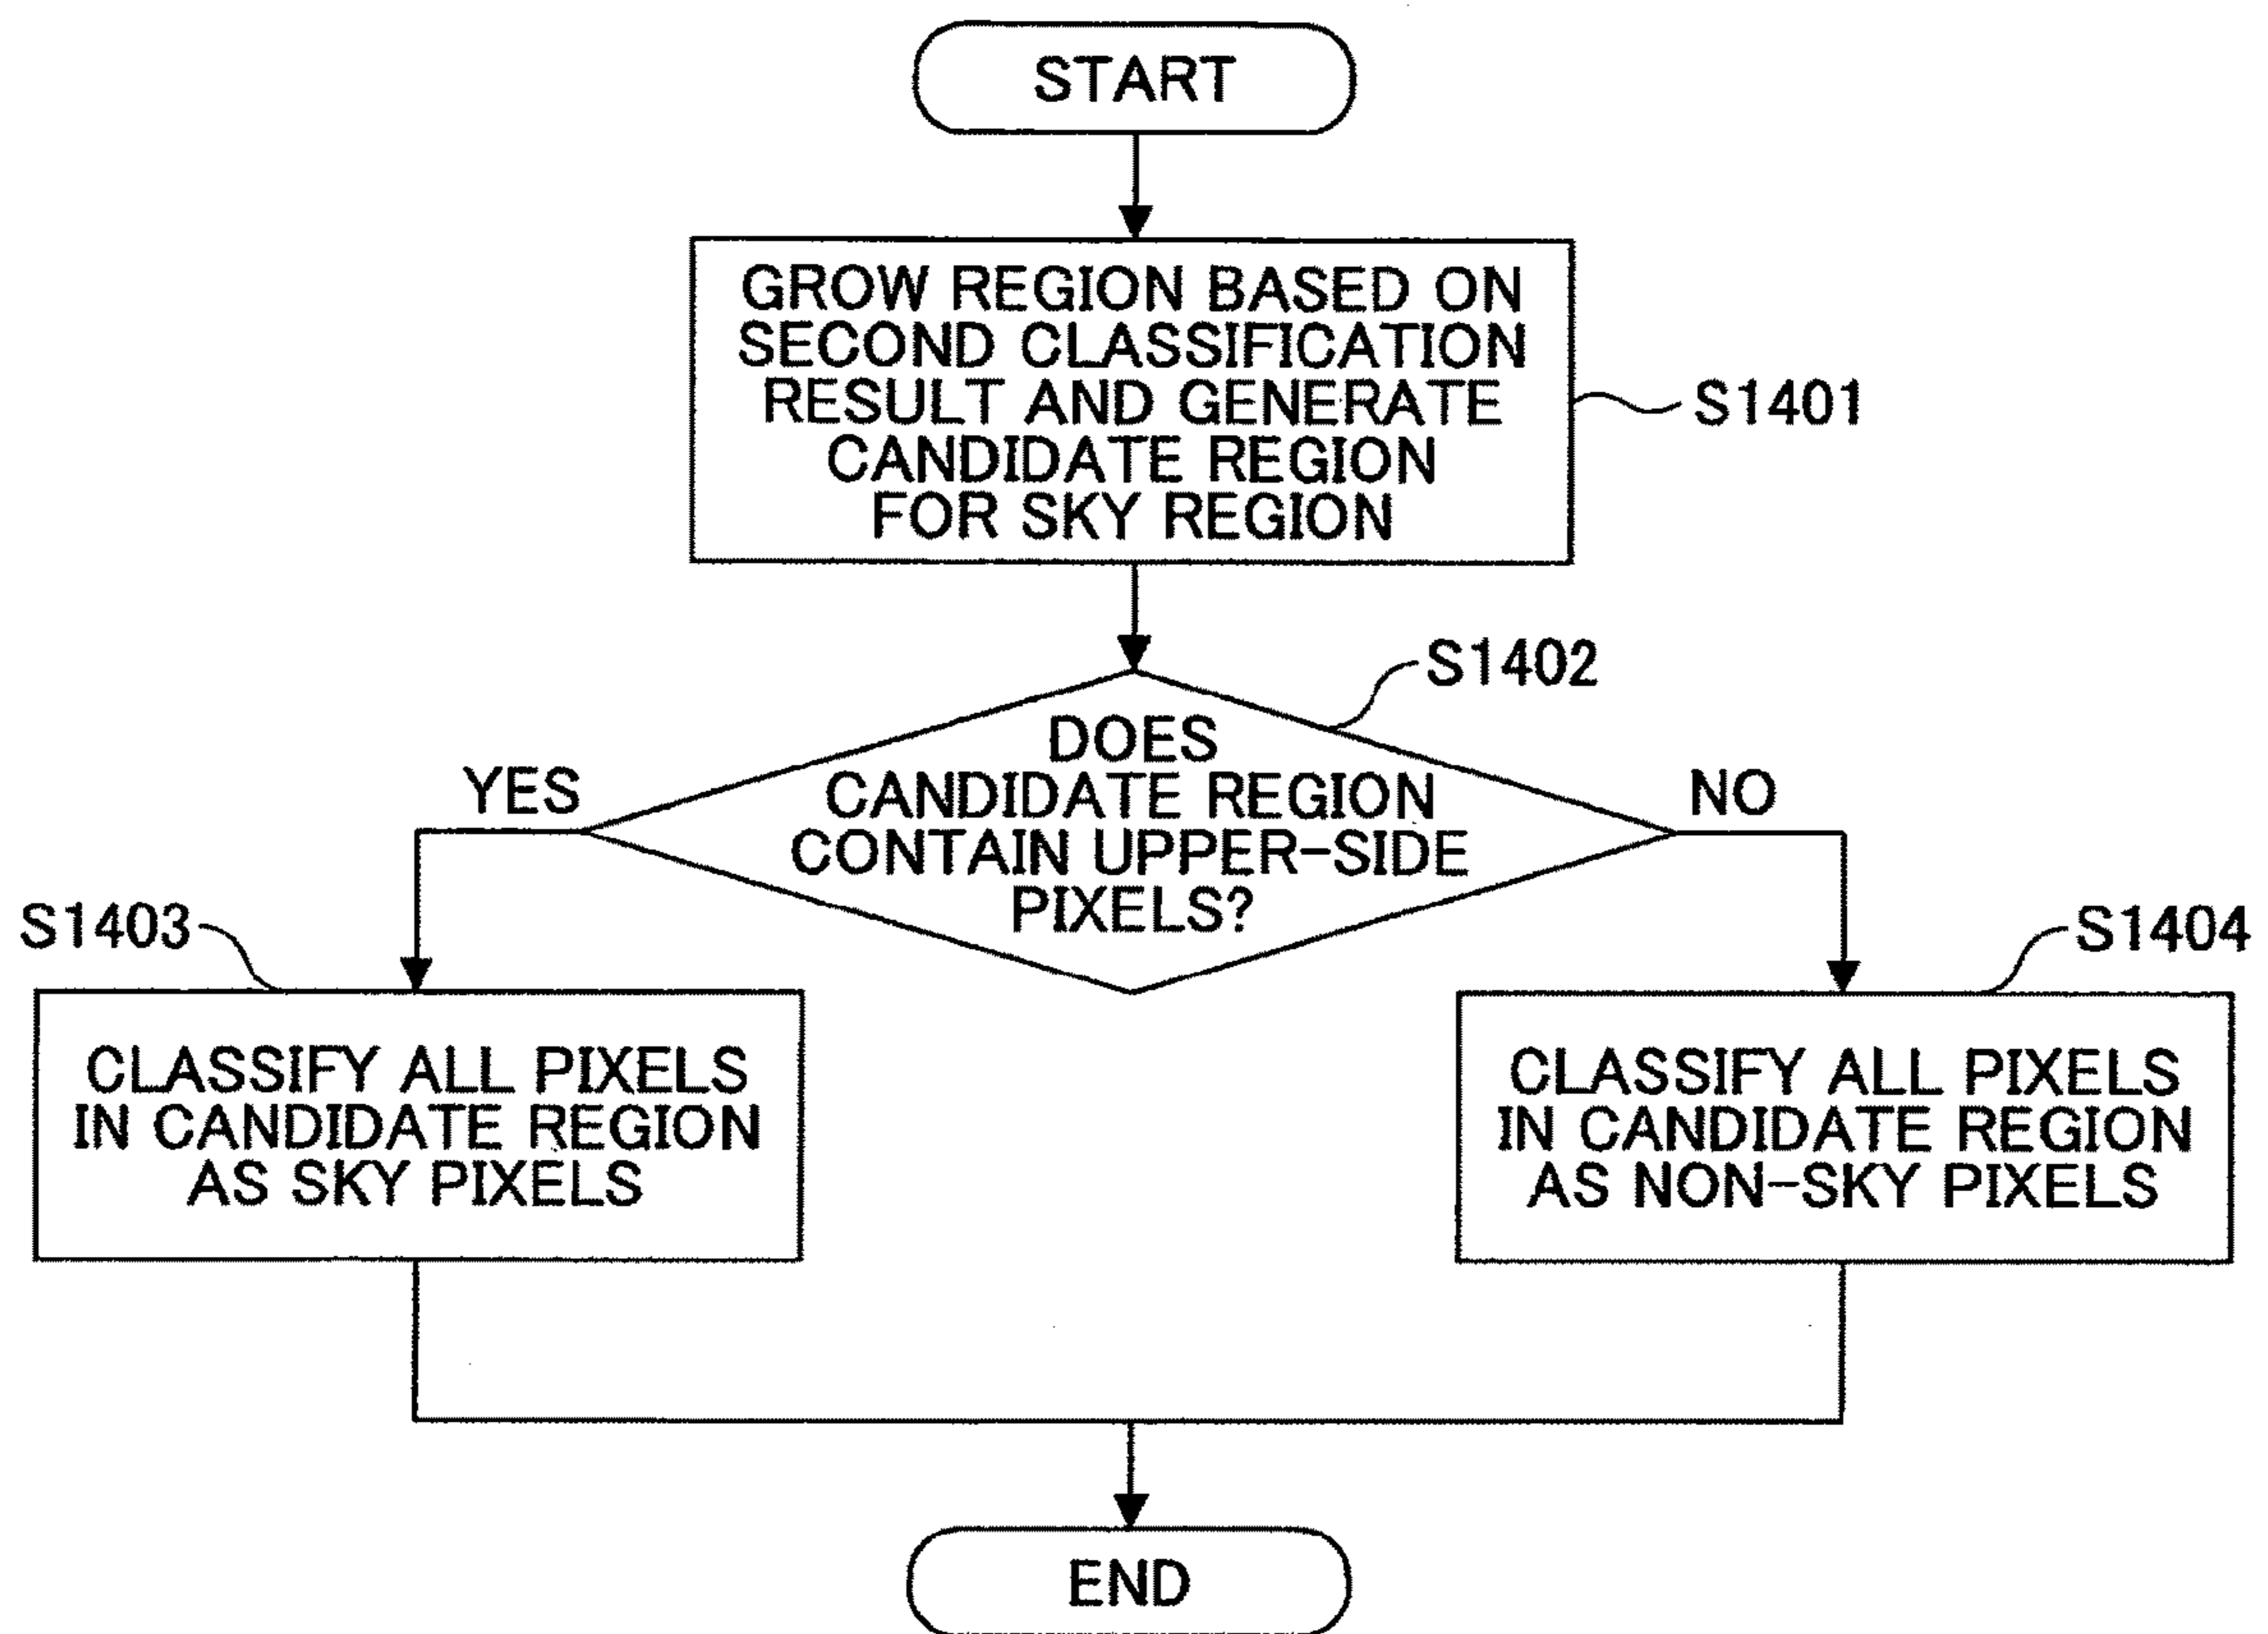 START
GROW REGION BASED ON
SECOND CLASSIFICATION
RESULT AND GENERATE
CANDIDATE REGION
FOR SKY REGION
S1401
S1402
DOES
CANDIDATE REGION
CONTAIN UPPER-SIDE
PIXELS?
YES
NO
S1403
CLASSIFY ALL PIXELS
IN CANDIDATE REGION
AS SKY PIXELS
S1404
CLASSIFY ALL PIXELS
IN CANDIDATE REGION
AS NON-SKY PIXELS
END